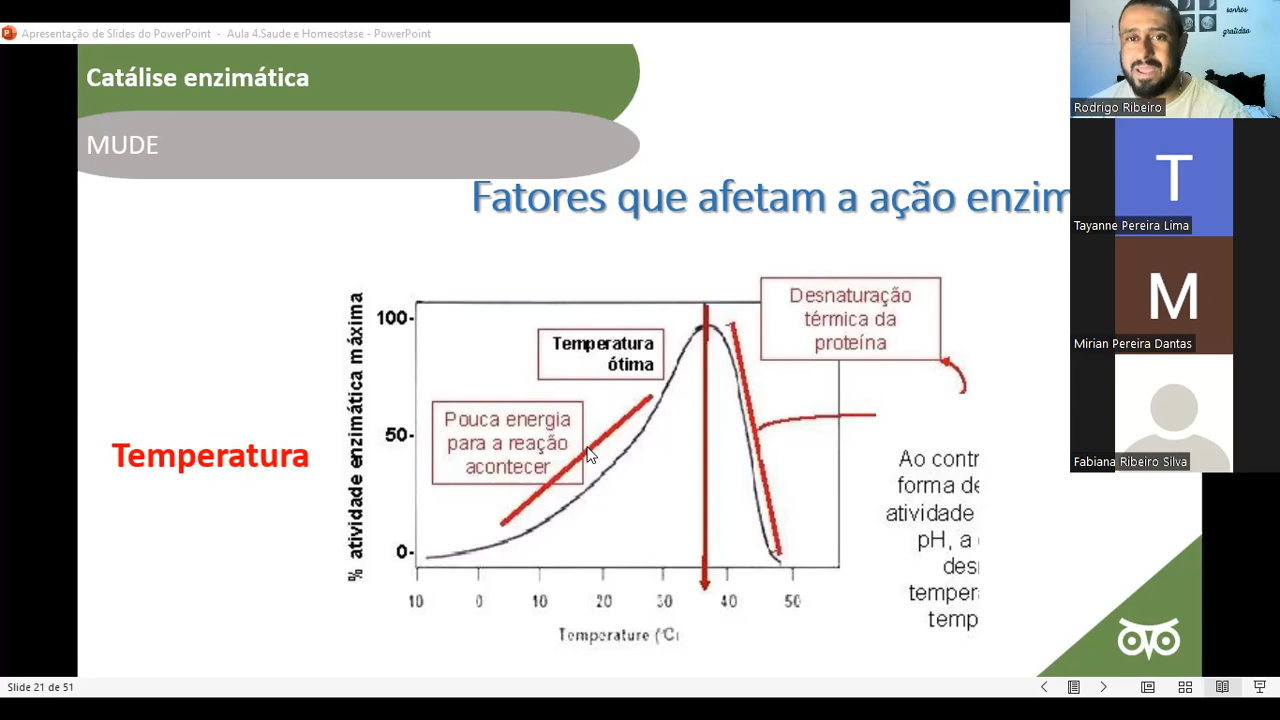 Apresentação de Slides do PowerPoint - Aula 4.Saude e Homeostase - PowerPoint
Catálise enzimática
MUDE
Fatores que afetam a ação enzim
Temperatura
% atividade enzimática máxima
100-
50-
0-
Temperatura
ótima
Pouca energia
para a reação
acontecer
Desnaturação
térmica da
proteína
10 0 10 20 30 40 50
Temperature (°C)
Ao contr
forma de
atividade
pH, a
des
tempera
temp
sonhos
gratidão
Rodrigo Ribeiro
T
Tayanne Pereira Lima
M
Mirian Pereira Dantas
Fabiana Ribeiro Silva
Slide 21 de 51